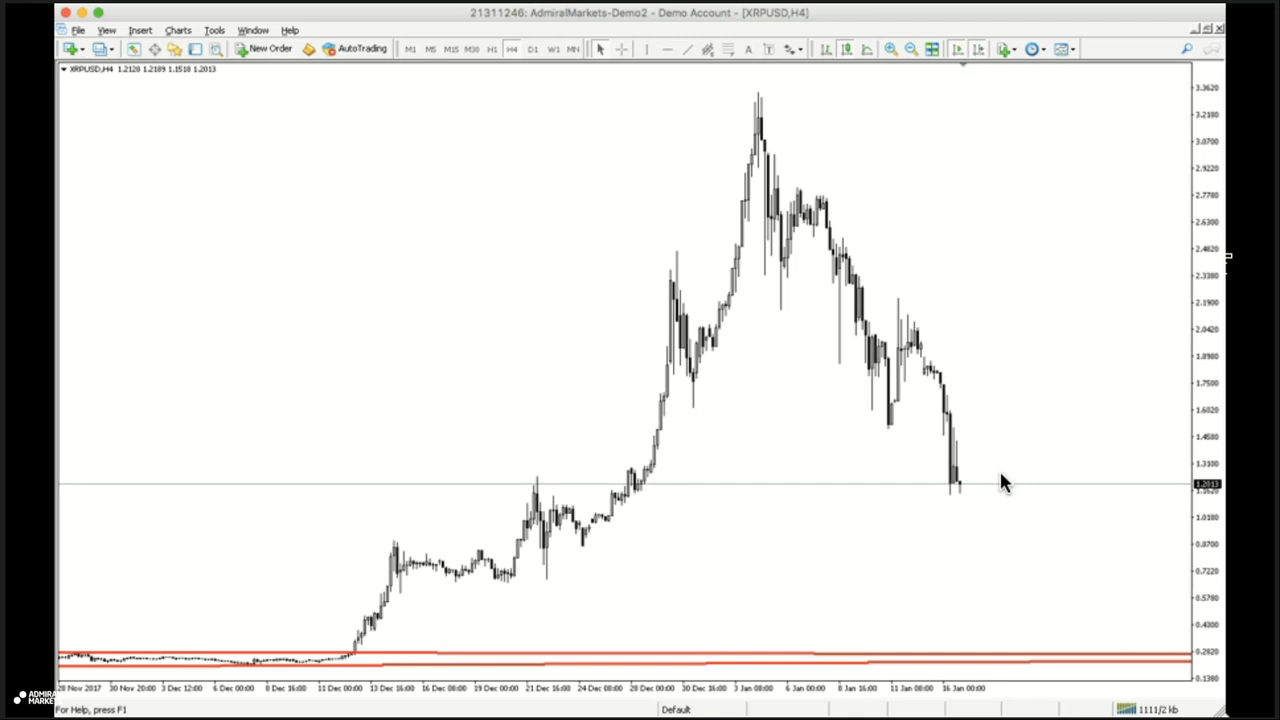 21311246: AdmiralMarkets-Demo2 - Demo Account - [XRPUSD,H4]
File View Insert Charts Tools Window Help
New Order AutoTrading M1 M5 M15 M30 H1 H4 D1 W1 MN A T
XRPUSD,H4 1.2128 1.2189 1.1518 1.2013
3.3620
3.2180
3.0700
2.9220
2.7780
2.6300
2.4820
2.3380
2.1900
2.0420
1.8980
1.7500
1.6020
1.4580
1.3100
1.2013
1.0180
0.8700
0.7220
0.5780
0.4300
0.2820
0.1380
28 Nov 2017 30 Nov 20:00 3 Dec 12:00 6 Dec 00:00 8 Dec 16:00 11 Dec 00:00 13 Dec 16:00 16 Dec 08:00 19 Dec 00:00 21 Dec 16:00 24 Dec 08:00 28 Dec 00:00 30 Dec 16:00 3 Jan 08:00 6 Jan 00:00 8 Jan 16:00 11 Jan 08:00 16 Jan 00:00
ADMIRA
MARKE
For Help, press F1 Default 1111/2 kb